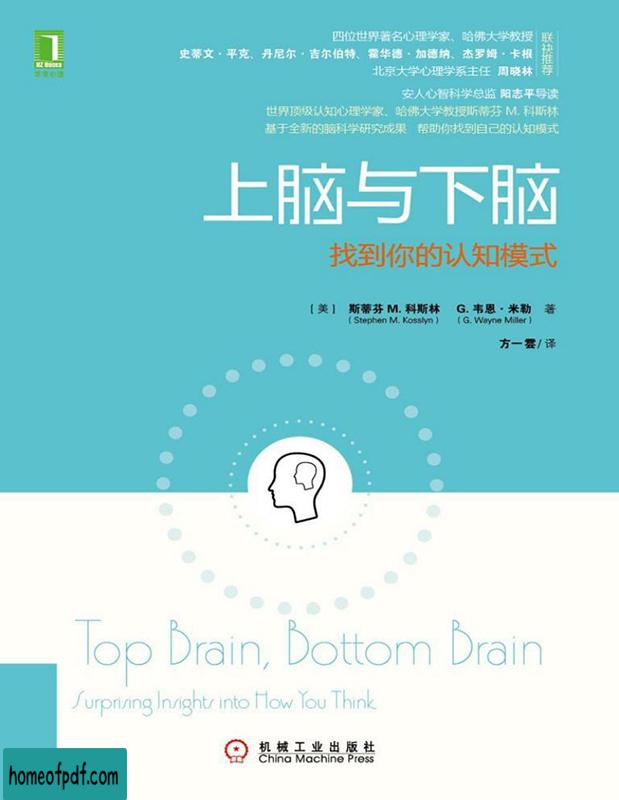 1
HZ Books
华章心理
四位世界著名心理学家、哈佛大学教授
史蒂文·平克、丹尼尔·吉尔伯特、霍华德·加德纳、杰罗姆·卡根
北京大学心理学系主任 周晓林
联袂推荐
安人心智科学总监 阳志平导读
世界顶级认知心理学家、哈佛大学教授斯蒂芬 M. 科斯林
基于全新的脑科学研究成果 帮助你找到自己的认知模式
上脑与下脑
找到你的认知模式
[美] 斯蒂芬 M. 科斯林 G. 韦恩·米勒 著
(Stephen M. Kosslyn) (G. Wayne Miller)
方一雲/译
Top Brain, Bottom Brain
Surprising Insights into How You Think
机械工业出版社
China Machine Press
homeofpdf.com